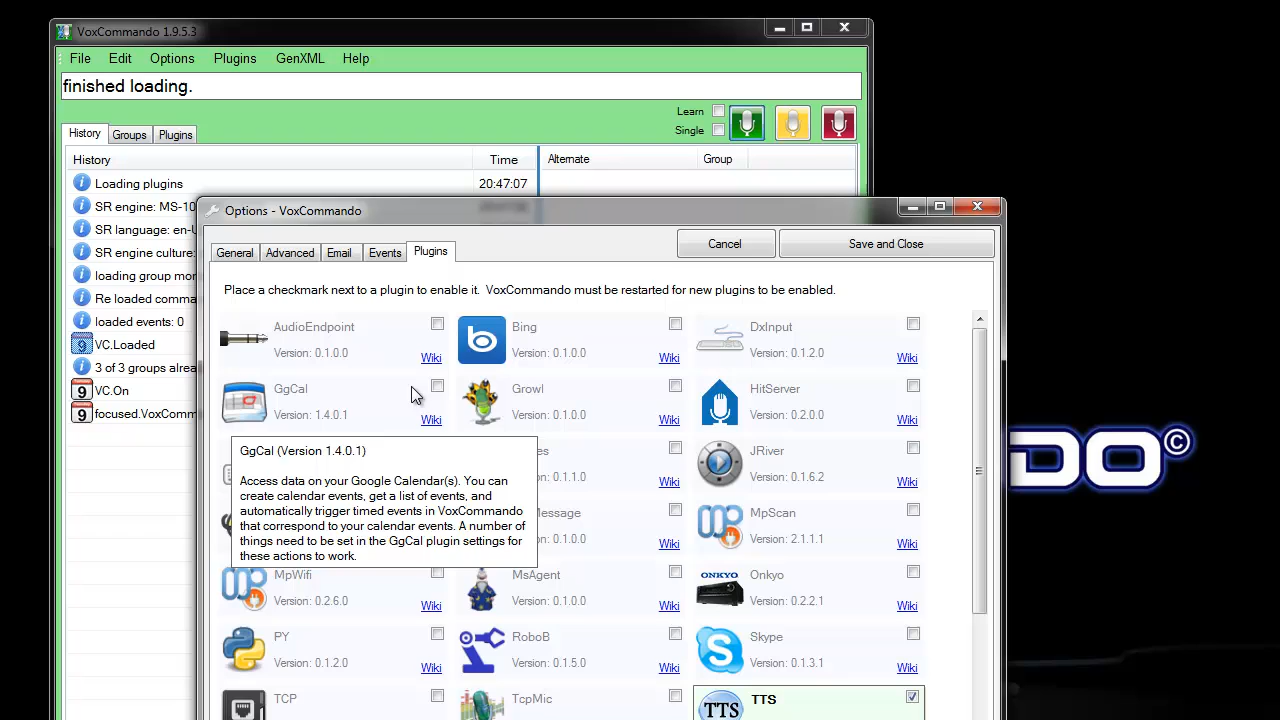 VoxCommando 1.9.5.3
File Edit Options Plugins GenXML Help
finished loading.
Learn
Single
History Groups Plugins
History Time Alternate Group
Loading plugins 20:47:07
SR engine: MS-10
SR language: en-U
SR engine culture:
loading group mor
Re loaded comma
loaded events: 0
VC.Loaded
3 of 3 groups alrea
VC.On
focused.VoxComm
Options - VoxCommando
General Advanced Email Events Plugins
Cancel Save and Close
Place a checkmark next to a plugin to enable it. VoxCommando must be restarted for new plugins to be enabled.
AudioEndpoint Bing DxInput
Version: 0.1.0.0 Version: 0.1.0.0 Version: 0.1.2.0
Wiki Wiki Wiki
GgCal Growl HitServer
Version: 1.4.0.1 Version: 0.1.0.0 Version: 0.2.0.0
Wiki Wiki Wiki
GgCal (Version 1.4.0.1)
Access data on your Google Calendar(s). You can
create calendar events, get a list of events, and
automatically trigger timed events in VoxCommando
that correspond to your calendar events. A number of
things need to be set in the GgCal plugin settings for
these actions to work.
es JRiver
0.1.1.0 Version: 0.1.6.2
Wiki Wiki
Message MpScan
0.1.0.0 Version: 2.1.1.1
Wiki Wiki
MpWifi MsAgent ONKYO Onkyo
Version: 0.2.6.0 Version: 0.1.0.0 Version: 0.2.2.1
Wiki Wiki Wiki
PY RoboB Skype
Version: 0.1.2.0 Version: 0.1.5.0 Version: 0.1.3.1
Wiki Wiki Wiki
TCP TcpMic TTS TTS
DO©